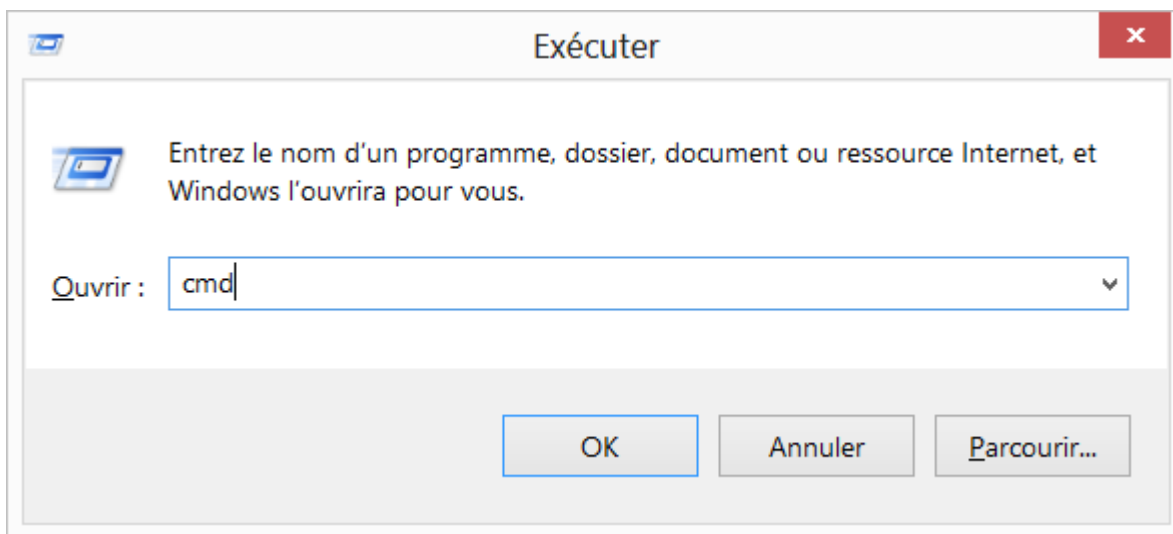 Exécuter
x
Entrez le nom d'un programme, dossier, document ou ressource Internet, et
Windows l'ouvrira pour vous.
Ouvrir : cmd
OK Annuler Parcourir...